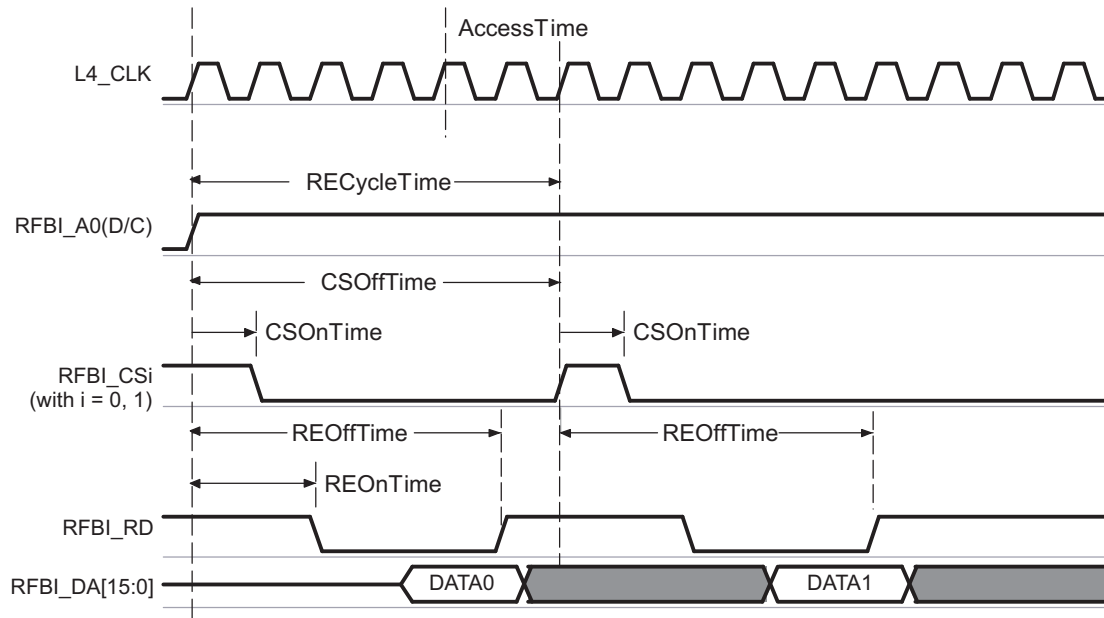 AccessTime
L4_CLK
RECycleTime
RFBI_A0(D/C)
CSOffTime
CSOnTime
CSOnTime
RFBI_CSi
(with i = 0, 1)
REOffTime
REOffTime
REOnTime
RFBI_RD
RFBI_DA[15:0]
DATA0
DATA1